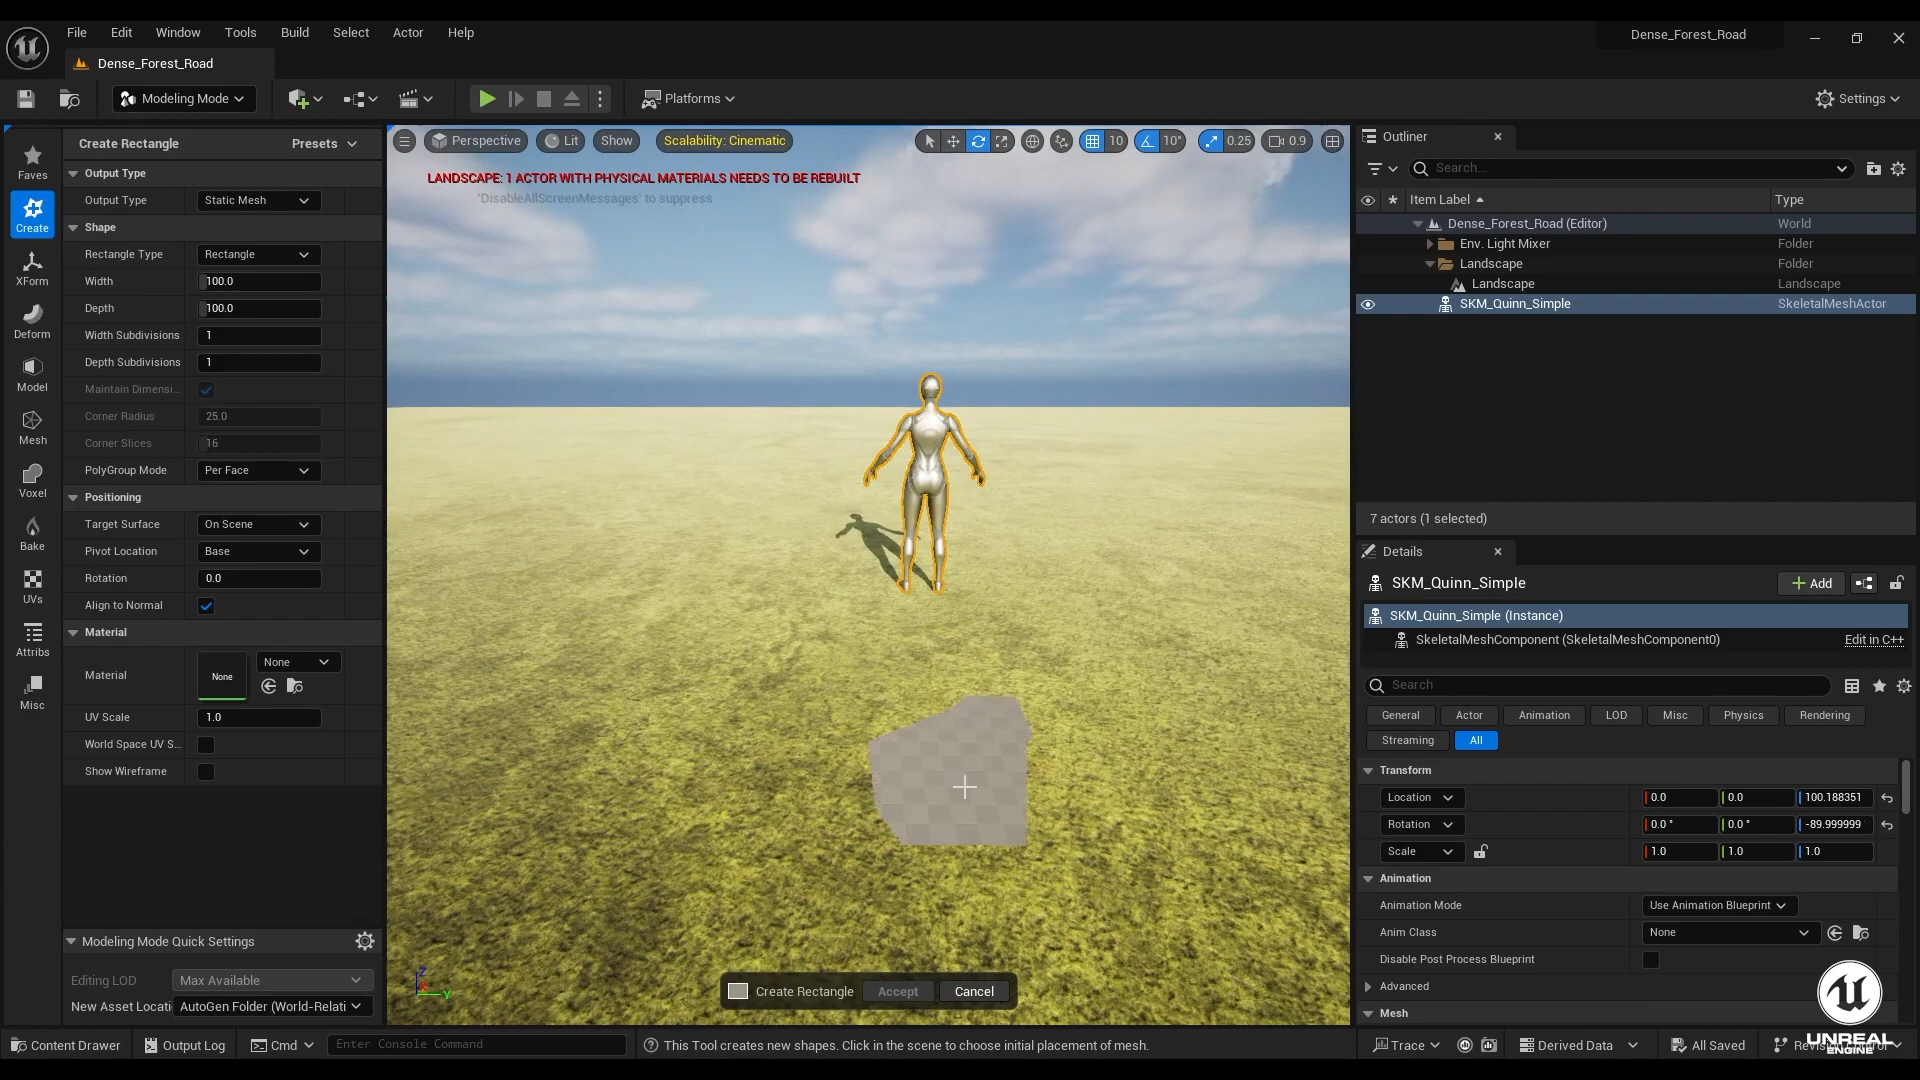 File Edit Window Tools Build Select Actor Help
Dense_Forest_Road
Dense_Forest_Road
Modeling Mode
Platforms
Settings
Faves
Create
XForm
Deform
Model
Mesh
Voxel
Bake
UVs
Attribs
Misc
Create Rectangle Presets
Output Type
Output Type Static Mesh
Shape
Rectangle Type Rectangle
Width 100.0
Depth 100.0
Width Subdivisions 1
Depth Subdivisions 1
Maintain Dimensi...
Corner Radius 25.0
Corner Slices 16
PolyGroup Mode Per Face
Positioning
Target Surface On Scene
Pivot Location Base
Rotation 0.0
Align to Normal
Material
Material None None
UV Scale 1.0
World Space UV S...
Show Wireframe
Modeling Mode Quick Settings
Editing LOD Max Available
New Asset Locati AutoGen Folder (World-Relati
Perspective Lit Show Scalability: Cinematic 10 10° 0.25 0.9
LANDSCAPE: 1 ACTOR WITH PHYSICAL MATERIALS NEEDS TO BE REBUILT
'DisableAllScreenMessages' to suppress
Z
X
Y
Create Rectangle Accept Cancel
Outliner
Search...
Item Label Type
Dense_Forest_Road (Editor) World
Env. Light Mixer Folder
Landscape Folder
Landscape Landscape
SKM_Quinn_Simple SkeletalMeshActor
7 actors (1 selected)
Details
SKM_Quinn_Simple Add
SKM_Quinn_Simple (Instance)
SkeletalMeshComponent (SkeletalMeshComponent0) Edit in C++
Search
General Actor Animation LOD Misc Physics Rendering
Streaming All
Transform
Location 0.0 0.0 100.188351
Rotation 0.0 ° 0.0 ° -89.999999
Scale 1.0 1.0 1.0
Animation
Animation Mode Use Animation Blueprint
Anim Class None
Disable Post Process Blueprint
Advanced
Mesh
Content Drawer Output Log Cmd Enter Console Command This Tool creates new shapes. Click in the scene to choose initial placement of mesh. Trace Derived Data All Saved
UNREAL
ENGINE